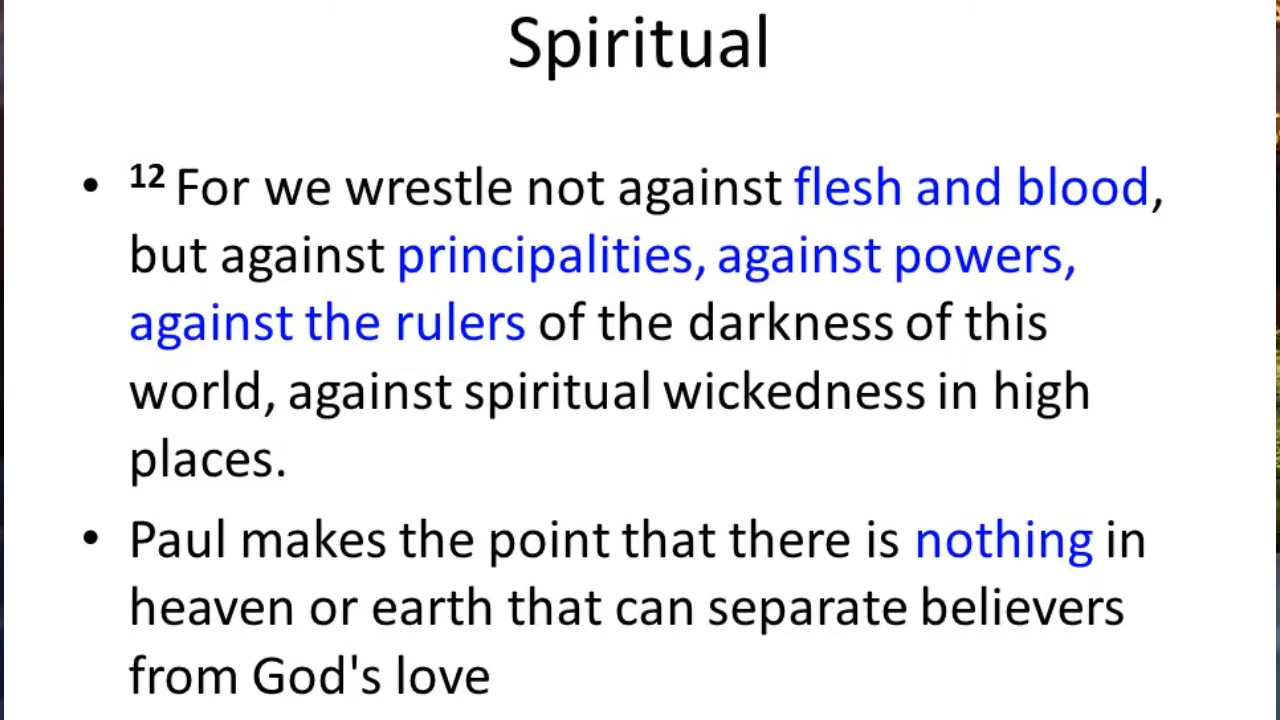 Spiritual
• 12 For we wrestle not against flesh and blood,
but against principalities, against powers,
against the rulers of the darkness of this
world, against spiritual wickedness in high
places.
• Paul makes the point that there is nothing in
heaven or earth that can separate believers
from God's love